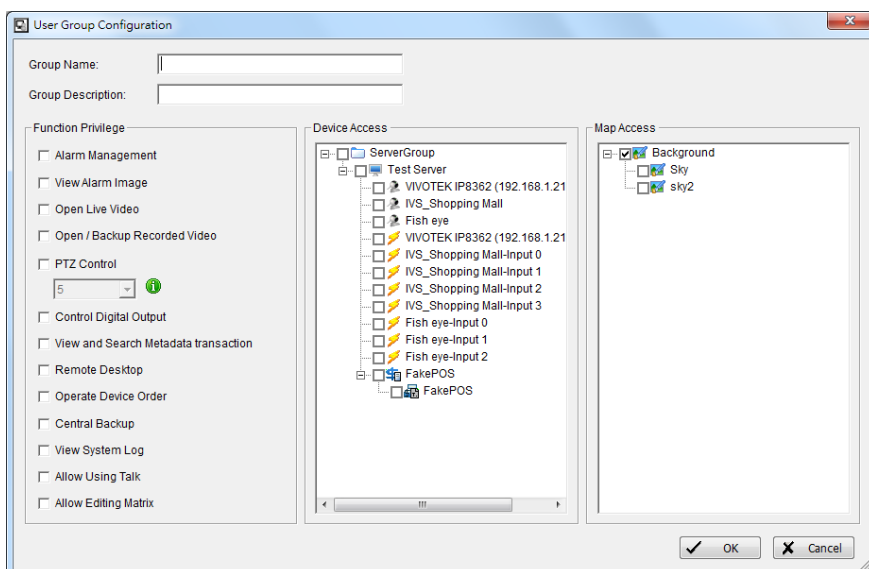 User Group Configuration
Group Name:
Group Description:
Function Privilege
Alarm Management
View Alarm Image
Open Live Video
Open / Backup Recorded Video
PTZ Control
5
Control Digital Output
View and Search Metadata transaction
Remote Desktop
Operate Device Order
Central Backup
View System Log
Allow Using Talk
Allow Editing Matrix
Device Access
ServerGroup
Test Server
VIVOTEK IP8362 (192.168.1.21
IVS_Shopping Mall
Fish eye
VIVOTEK IP8362 (192.168.1.21
IVS_Shopping Mall-Input 0
IVS_Shopping Mall-Input 1
IVS_Shopping Mall-Input 2
IVS_Shopping Mall-Input 3
Fish eye-Input 0
Fish eye-Input 1
Fish eye-Input 2
FakePOS
FakePOS
Map Access
Background
Sky
sky2
OK
Cancel